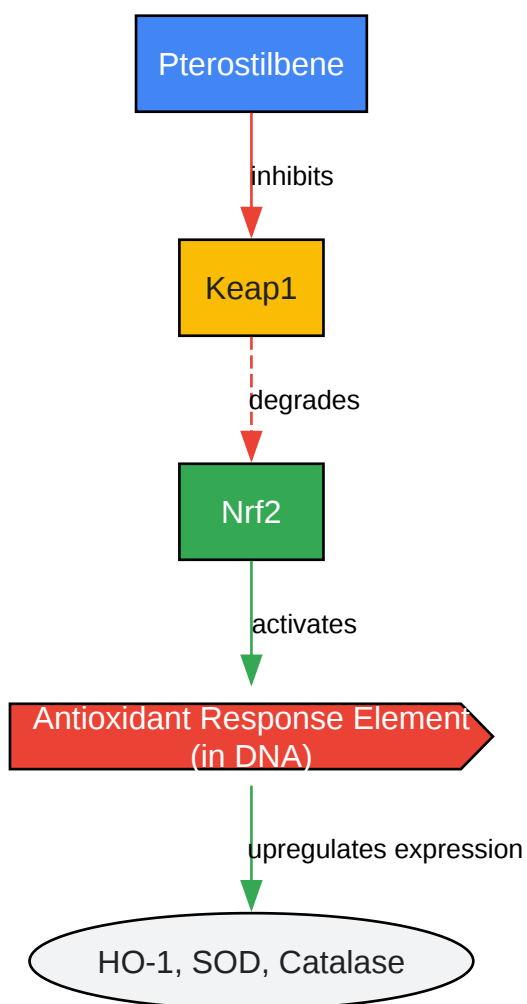 Pterostilbene
inhibits
Keap1
degrades
Nrf2
activates
Antioxidant Response Element
(in DNA)
upregulates expression
HO-1, SOD, Catalase